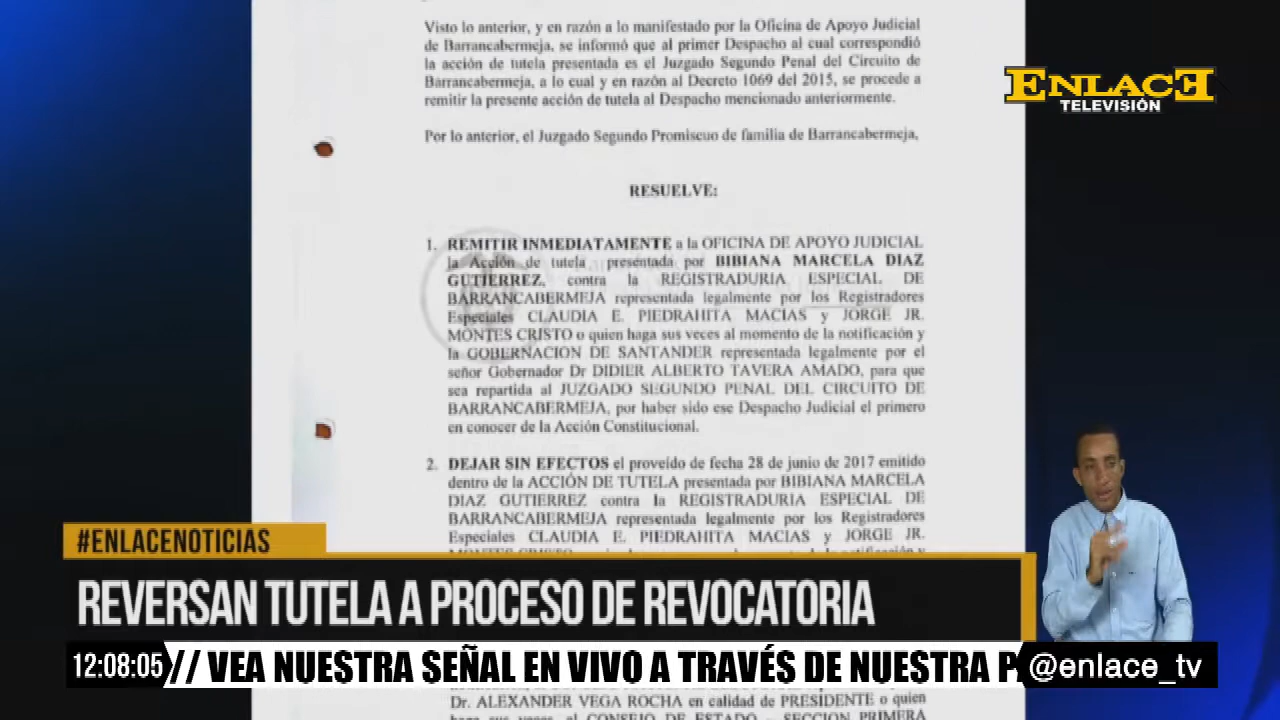 Visto lo anterior, y en razón a lo manifestado por la Oficina de Apoyo Judicial
de Barrancabermeja, se informó que al primer Despacho al cual correspondió
la acción de tutela presentada es el Juzgado Segundo Penal del Circuito de
Barrancabermeja, a lo cual y en razón al Decreto 1069 del 2015, se procede a
remitir la presente acción de tutela al Despacho mencionado anteriormente.
Por lo anterior, el Juzgado Segundo Promiscuo de familia de Barrancabermeja,
RESUELVE:
1. REMITIR INMEDIATAMENTE a la OFICINA DE APOYO JUDICIAL
la Acción de tutela presentada por BIBIANA MARCELA DIAZ
GUTIERREZ, contra la REGISTRADURIA ESPECIAL DE
BARRANCABERMEJA representada legalmente por los Registradores
Especiales CLAUDIA E. PIEDRAHITA MACIAS y JORGE JR.
MONTES CRISTO o quien haga sus veces al momento de la notificación y
la GOBERNACION DE SANTANDER representada legalmente por el
señor Gobernador Dr DIDIER ALBERTO TAVERA AMADO, para que
sea repartida al JUZGADO SEGUNDO PENAL DEL CIRCUITO DE
BARRANCABERMEJA, por haber sido ese Despacho Judicial el primero
en conocer de la Acción Constitucional.
2. DEJAR SIN EFECTOS el proveído de fecha 28 de junio de 2017 emitido
dentro de la ACCIÓN DE TUTELA presentada por BIBIANA MARCELA
DIAZ GUTIERREZ contra la REGISTRADURIA ESPECIAL DE
BARRANCABERMEJA representada legalmente por los Registradores
Especiales CLAUDIA E. PIEDRAHITA MACIAS y JORGE JR.
ENLACE
TELEVISIÓN
#ENLACENOTICIAS
REVERSAN TUTELA A PROCESO DE REVOCATORIA
12:08:05 // VEA NUESTRA SEÑAL EN VIVO A TRAVÉS DE NUESTRA
@enlace_tv
Dr. ALEXANDER VEGA ROCHA en calidad de PRESIDENTE o quien